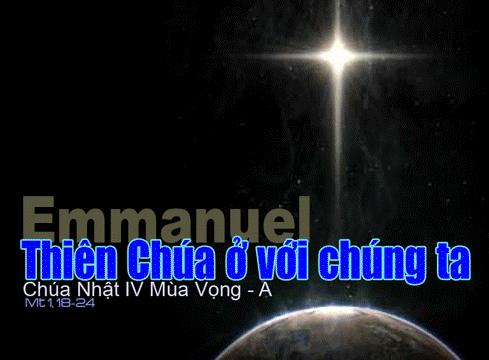 Emmanuel
Thiên Chúa ở với chúng ta
Chúa Nhật IV Mùa Vọng - A
Mt 1,18-24